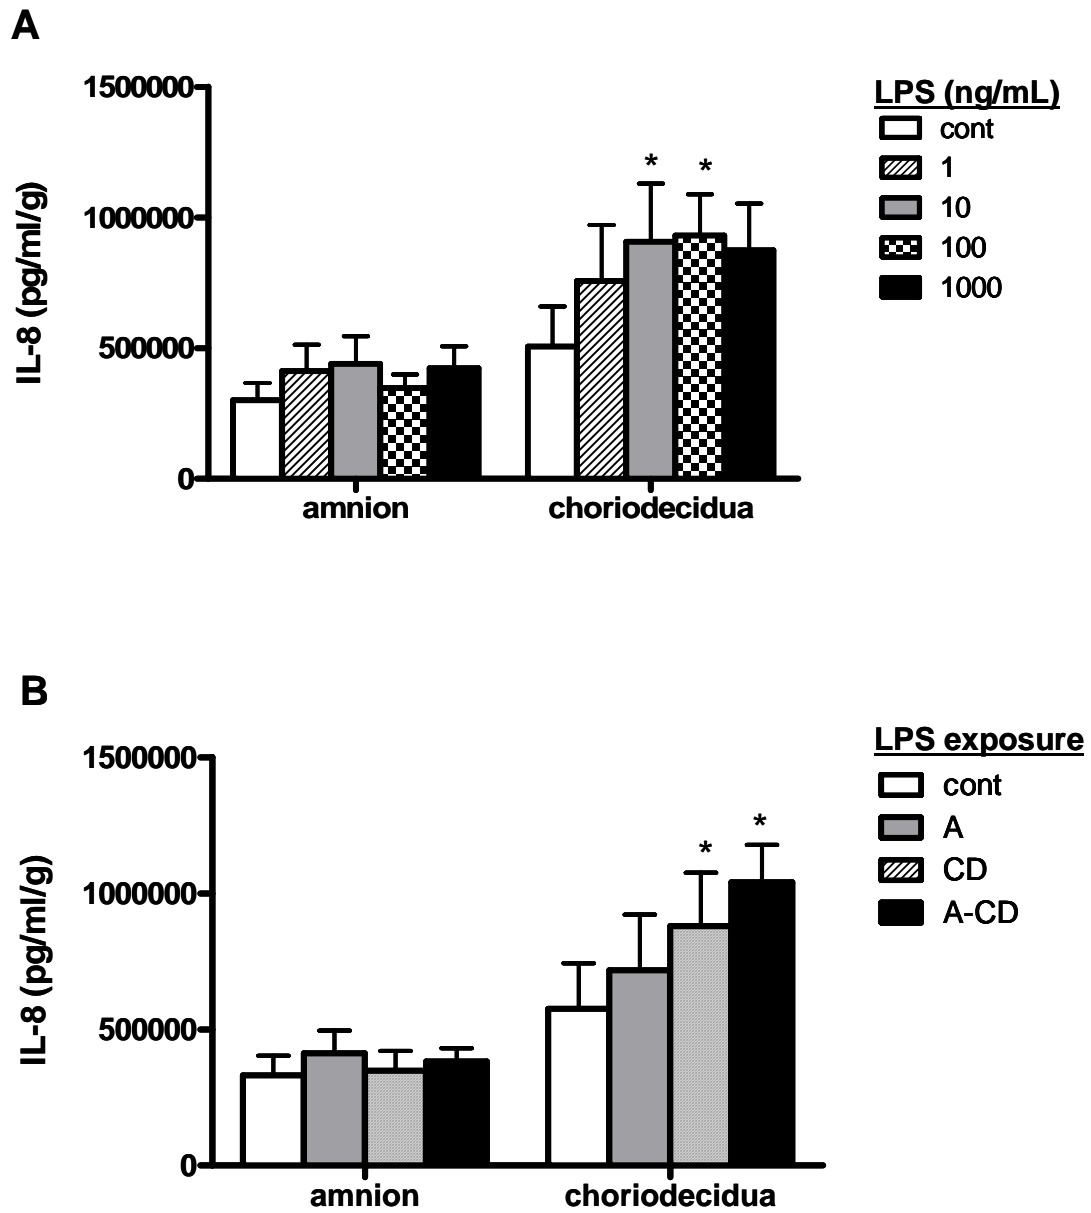 A
1500000
1000000
500000
0
IL-8 (pg/ml/g)
* *
amnion choriodecidua
LPS (ng/mL)
cont
1
10
100
1000
B
1500000
1000000
500000
0
IL-8 (pg/ml/g)
* *
amnion choriodecidua
LPS exposure
cont
A
CD
A-CD